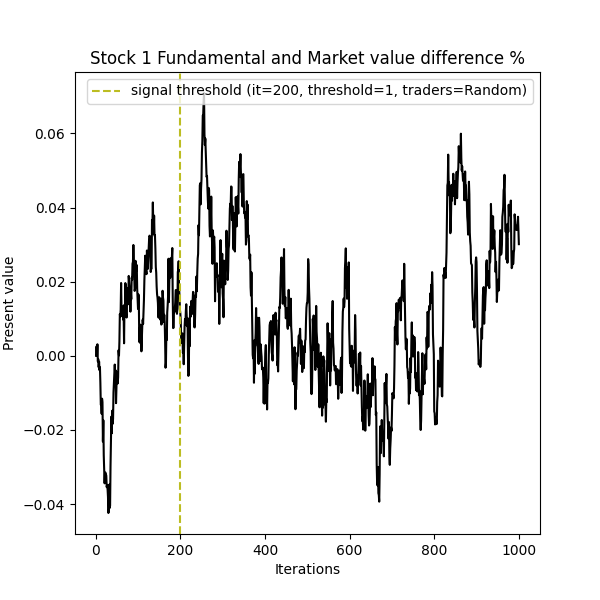 Stock 1 Fundamental and Market value difference %
signal threshold (it=200, threshold=1, traders=Random)
0.06
0.04
0.02
0.00
−0.02
−0.04
Present value
0 200 400 600 800 1000
Iterations